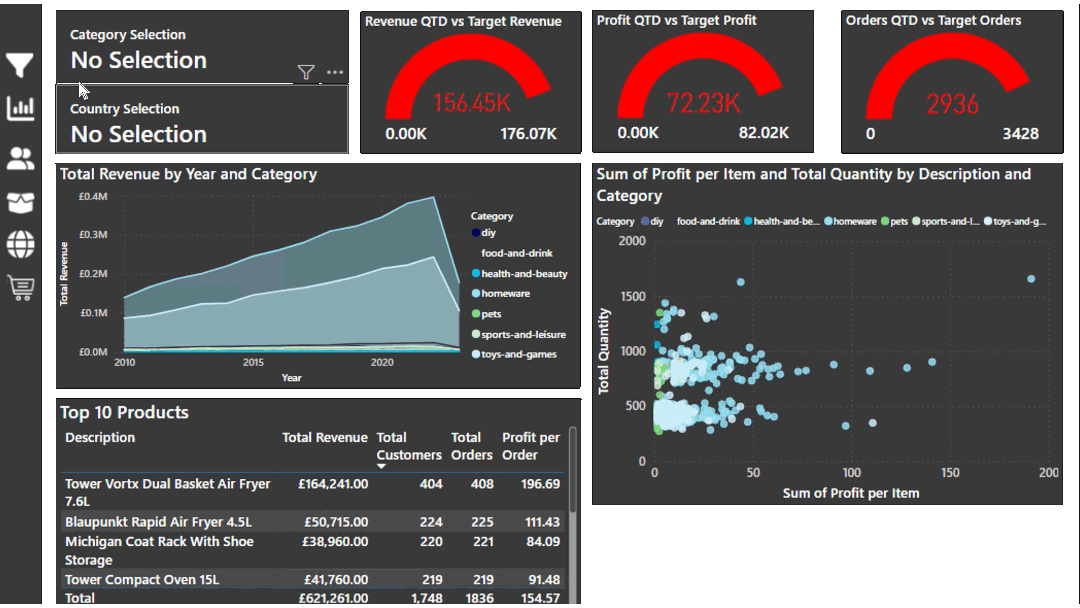 Category Selection
No Selection
Country Selection
No Selection
Revenue QTD vs Target Revenue
156.45K
0.00K
176.07K
Profit QTD vs Target Profit
72.23K
0.00K
82.02K
Orders QTD vs Target Orders
2936
0
3428
Total Revenue by Year and Category
£0.4M
£0.3M
£0.2M
£0.1M
£0.0M
Total Revenue
2010
2015
2020
Year
Category
diy
food-and-drink
health-and-beauty
homeware
pets
sports-and-leisure
toys-and-games
Sum of Profit per Item and Total Quantity by Description and
Category
Category diy food-and-drink health-and-be... homeware pets sports-and-l... toys-and-g...
2000
1500
1000
500
0
Total Quantity
0 50 100 150 200
Sum of Profit per Item
Top 10 Products
Description Total Revenue Total Total Profit per
Customers Orders Order
Tower Vortx Dual Basket Air Fryer £164,241.00 404 408 196.69
7.6L
Blaupunkt Rapid Air Fryer 4.5L £50,715.00 224 225 111.43
Michigan Coat Rack With Shoe £38,960.00 220 221 84.09
Storage
Tower Compact Oven 15L £41,760.00 219 219 91.48
Total £621,261.00 1,748 1836 154.57